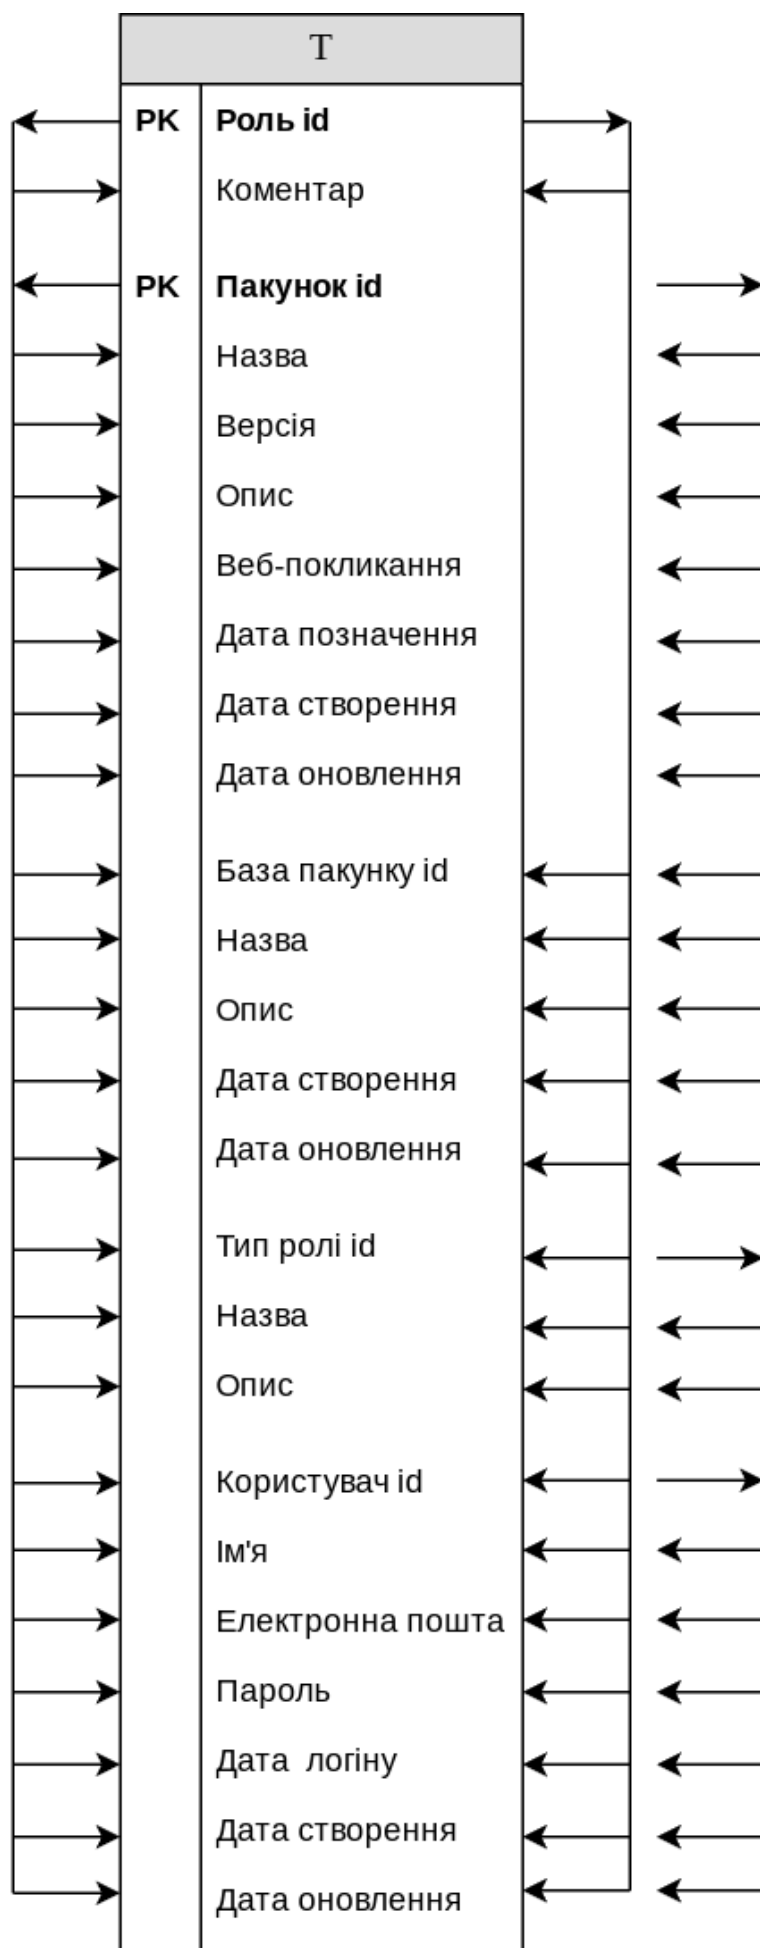 T
PK Роль id
Коментар
PK Пакунок id
Назва
Версія
Опис
Веб-покликання
Дата позначення
Дата створення
Дата оновлення
База пакунку id
Назва
Опис
Дата створення
Дата оновлення
Тип ролі id
Назва
Опис
Користувач id
Ім'я
Електронна пошта
Пароль
Дата логіну
Дата створення
Дата оновлення